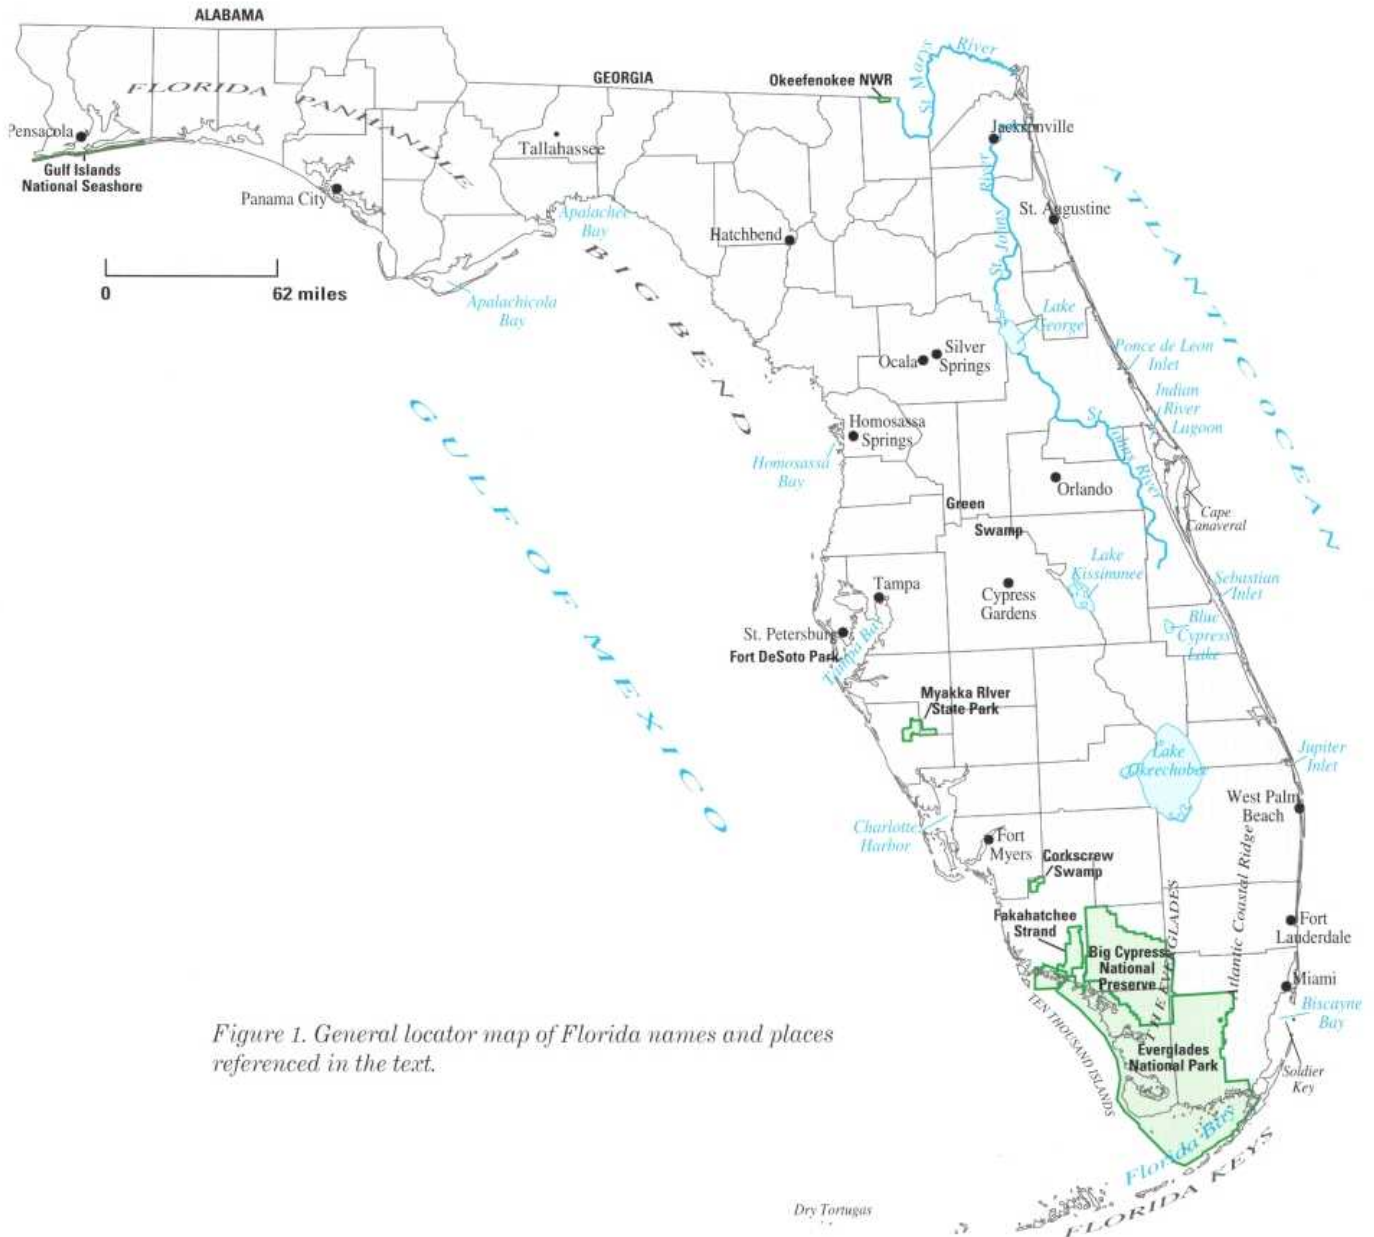 ALABAMA
FLORIDA
PANHANDLE
GEORGIA
Okeefenokee NWR
St Marys
River
Pensacola
Gulf Islands
National Seashore
Tallahassee
Panama City
Apalachee
Bay
Jacksonville
St. Johns
River
St. Augustine
Hatchbend
0
62 miles
Apalachicola
Bay
BIG BEND
ATLANTIC OCEAN
Lake
George
Ponce de Leon
Inlet
Ocala
Silver
Springs
Indian
River
Lagoon
GULF OF MEXICO
Homosassa
Springs
Homosassa
Bay
St. Johns River
Orlando
Green
Swamp
Cape
Canaveral
Lake
Kissimmee
Sebastian
Inlet
Tampa
Cypress
Gardens
Blue
Cypress
Lake
St. Petersburg
Fort DeSoto Park
Tampa Bay
Myakka RIver
State Park
Lake
Okeechobee
Jupiter
Inlet
West Palm
Beach
Charlotte
Harbor
Fort
Myers
Corkscrew
Swamp
Atlantic Coastal Ridge
Fakahatchee
Strand
Big Cypress
National
Preserve
THE EVERGLADES
Fort
Lauderdale
Miami
Biscayne
Bay
TEN THOUSAND ISLANDS
Everglades
National Park
Soldier
Key
Florida Bay
FLORIDA KEYS
Dry Tortugas
Figure 1. General locator map of Florida names and places
referenced in the text.